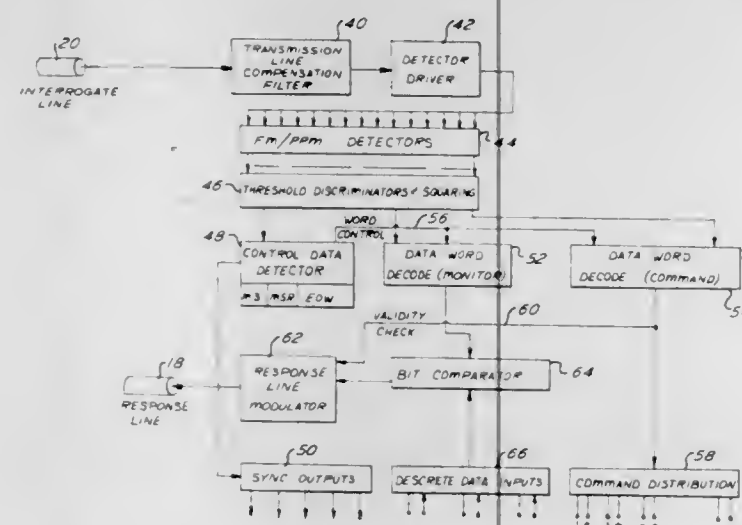 20
INTERROGATE
LINE
40
TRANSMISSION
LINE
COMPENSATION
FILTER
42
DETECTOR
DRIVER
FM/PPM DETECTORS
44
46
THRESHOLD DISCRIMINATORS & SQUARING
WORD
CONTROL
56
48
CONTROL DATA
DETECTOR
MS MSR EOW
DATA WORD
DECODE (MONITOR)
52
DATA WORD
DECODE (COMMAND)
VALIDITY
CHECK
60
62
RESPONSE
LINE
MODULATOR
18
RESPONSE
LINE
BIT COMPARATOR
64
50
SYNC OUTPUTS
66
DESCRETE DATA INPUTS
58
COMMAND DISTRIBUTION